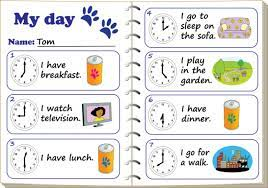 My day
Name: Tom
1
I have
breakfast.
2
I watch
television.
3
I have lunch.
4
I go to
sleep on
the sofa.
5
I play
in the
garden.
6
I have
dinner.
7
I go for
a walk.